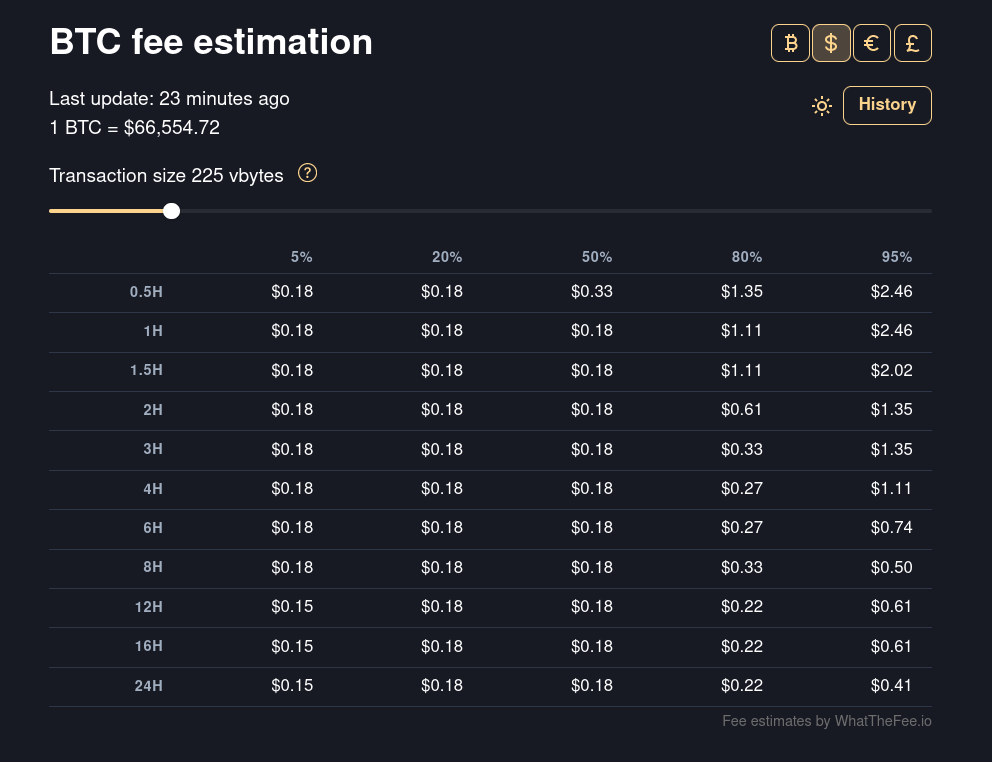 BTC fee estimation
₿ $ € £
Last update: 23 minutes ago
History
1 BTC = $66,554.72
Transaction size 225 vbytes ?
5% 20% 50% 80% 95%
0.5H $0.18 $0.18 $0.33 $1.35 $2.46
1H $0.18 $0.18 $0.18 $1.11 $2.46
1.5H $0.18 $0.18 $0.18 $1.11 $2.02
2H $0.18 $0.18 $0.18 $0.61 $1.35
3H $0.18 $0.18 $0.18 $0.33 $1.35
4H $0.18 $0.18 $0.18 $0.27 $1.11
6H $0.18 $0.18 $0.18 $0.27 $0.74
8H $0.18 $0.18 $0.18 $0.33 $0.50
12H $0.15 $0.18 $0.18 $0.22 $0.61
16H $0.15 $0.18 $0.18 $0.22 $0.61
24H $0.15 $0.18 $0.18 $0.22 $0.41
Fee estimates by WhatTheFee.io